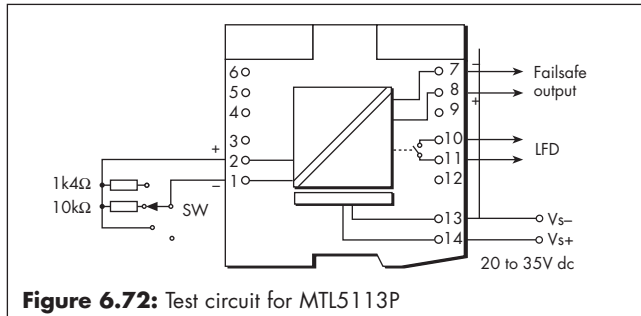 6
5
4
3
+
2
1
−
1k4Ω
10kΩ
SW
7
−
8
+
9
10
11
12
13
14
Failsafe
output
LFD
Vs−
Vs+
20 to 35V dc
Figure 6.72: Test circuit for MTL5113P